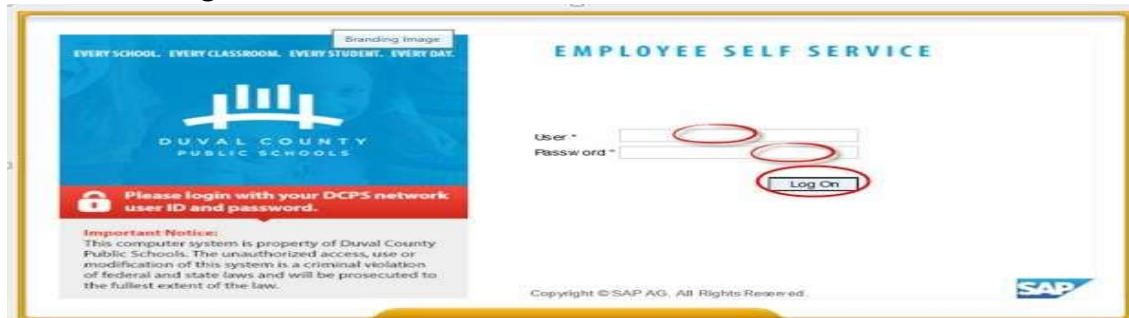 Branding Image
EVERY SCHOOL. EVERY CLASSROOM. EVERY STUDENT. EVERY DAY.
DUVAL COUNTY
PUBLIC SCHOOLS
Please login with your DCPS network
user ID and password.
Important Notice:
This computer system is property of Duval County
Public Schools. The unauthorized access, use or
modification of this system is a criminal violation
of federal and state laws and will be prosecuted to
the fullest extent of the law.
EMPLOYEE SELF SERVICE
User *
Password *
Log On
Copyright © SAP AG. All Rights Reserved.
SAP